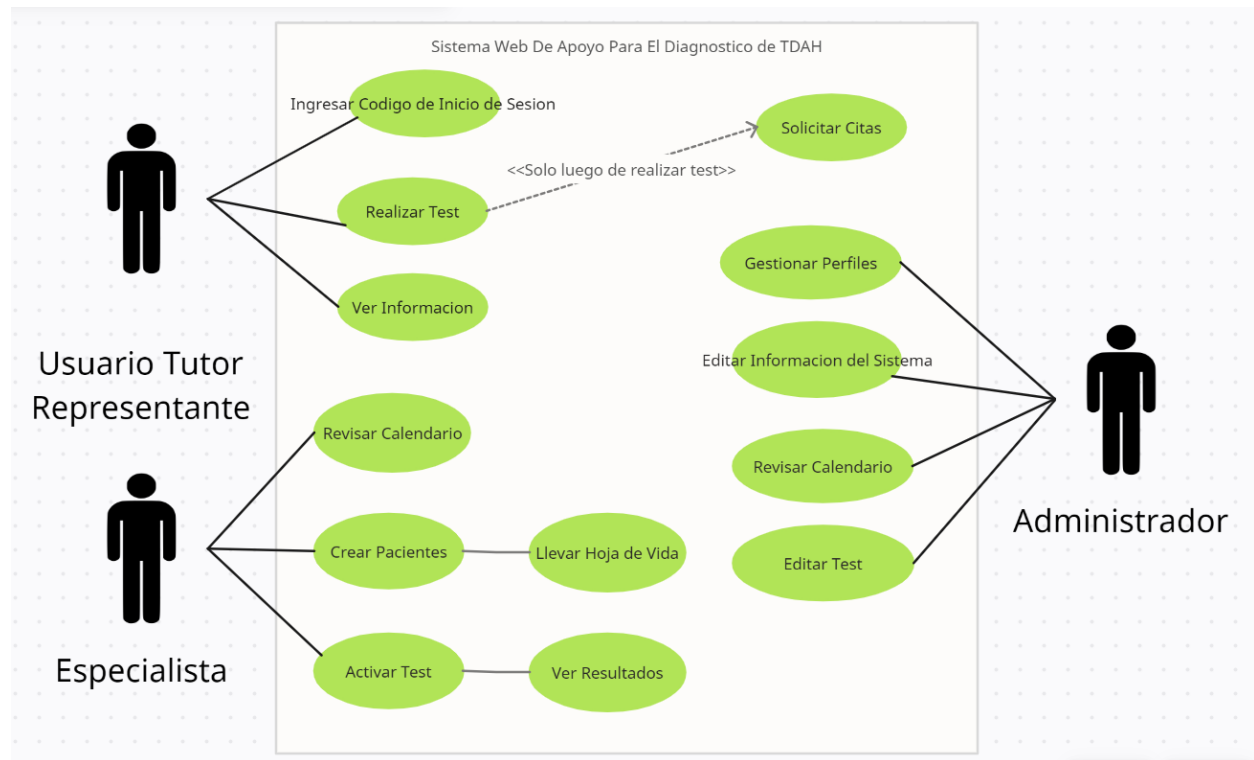 Sistema Web De Apoyo Para El Diagnostico de TDAH
Ingresar Codigo de Inicio de Sesion
Solicitar Citas
<<Solo luego de realizar test>>
Realizar Test
Gestionar Perfiles
Ver Informacion
Editar Informacion del Sistema
Usuario Tutor
Representante
Revisar Calendario
Revisar Calendario
Administrador
Crear Pacientes
Llevar Hoja de Vida
Editar Test
Especialista
Activar Test
Ver Resultados